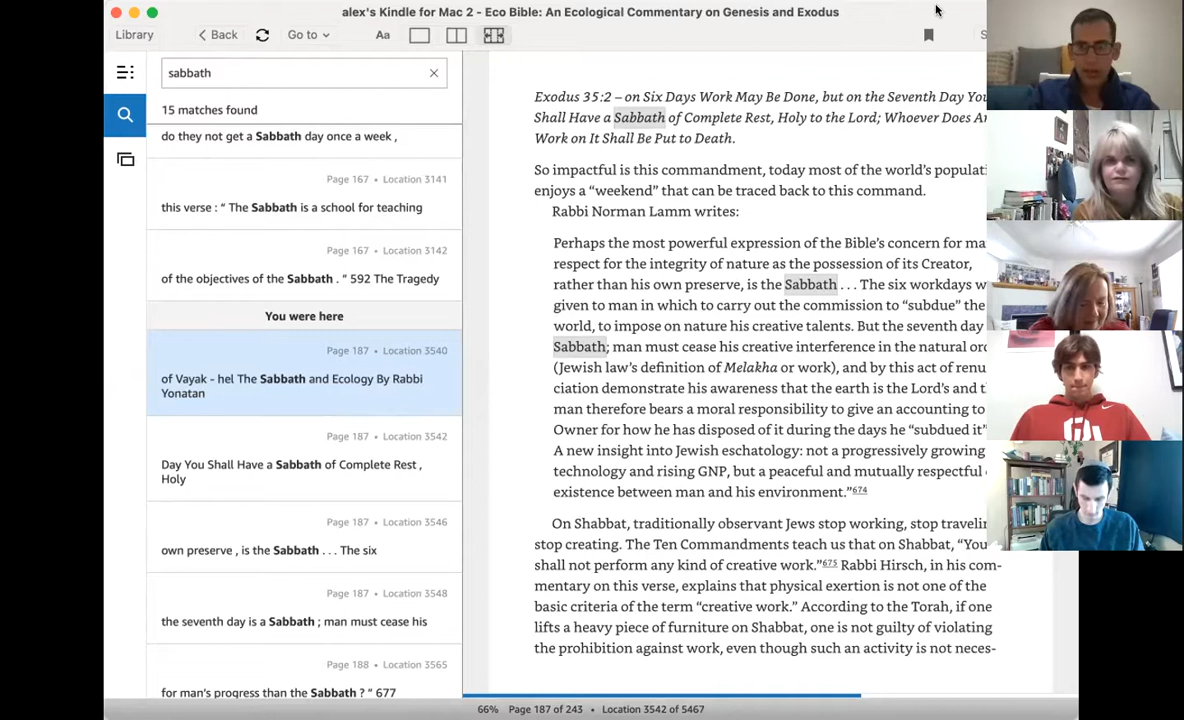 alex's Kindle for Mac 2 - Eco Bible: An Ecological Commentary on Genesis and Exodus
Library
Back
Go to
Aa
sabbath
15 matches found
do they not get a Sabbath day once a week ,
Page 167 • Location 3141
this verse : “ The Sabbath is a school for teaching
Page 167 • Location 3142
of the objectives of the Sabbath . ” 592 The Tragedy
You were here
Page 187 • Location 3540
of Vayak - hel The Sabbath and Ecology By Rabbi
Yonatan
Page 187 • Location 3542
Day You Shall Have a Sabbath of Complete Rest ,
Holy
Page 187 • Location 3546
own preserve , is the Sabbath . . . The six
Page 187 • Location 3548
the seventh day is a Sabbath ; man must cease his
Page 188 • Location 3565
for man's progress than the Sabbath ? ” 677
Exodus 35:2 – on Six Days Work May Be Done, but on the Seventh Day You
Shall Have a Sabbath of Complete Rest, Holy to the Lord; Whoever Does
Work on It Shall Be Put to Death.
So impactful is this commandment, today most of the world’s
enjoys a “weekend” that can be traced back to this command.
Rabbi Norman Lamm writes:
Perhaps the most powerful expression of the Bible’s concern for
respect for the integrity of nature as the possession of its Creator,
rather than his own preserve, is the Sabbath . . . The six workdays
given to man in which to carry out the commission to “subdue” the
world, to impose on nature his creative talents. But the seventh day
Sabbath; man must cease his creative interference in the natural
(Jewish law’s definition of Melakha or work), and by this act of
ciation demonstrate his awareness that the earth is the Lord’s and
man therefore bears a moral responsibility to give an accounting to
Owner for how he has disposed of it during the days he “subdued it”
A new insight into Jewish eschatology: not a progressively growing
technology and rising GNP, but a peaceful and mutually respectful
existence between man and his environment.”674
On Shabbat, traditionally observant Jews stop working, stop
stop creating. The Ten Commandments teach us that on Shabbat, “You
shall not perform any kind of creative work.”675 Rabbi Hirsch, in his com-
mentary on this verse, explains that physical exertion is not one of the
basic criteria of the term “creative work.” According to the Torah, if one
lifts a heavy piece of furniture on Shabbat, one is not guilty of violating
the prohibition against work, even though such an activity is not neces-
66% Page 187 of 243 • Location 3542 of 5467